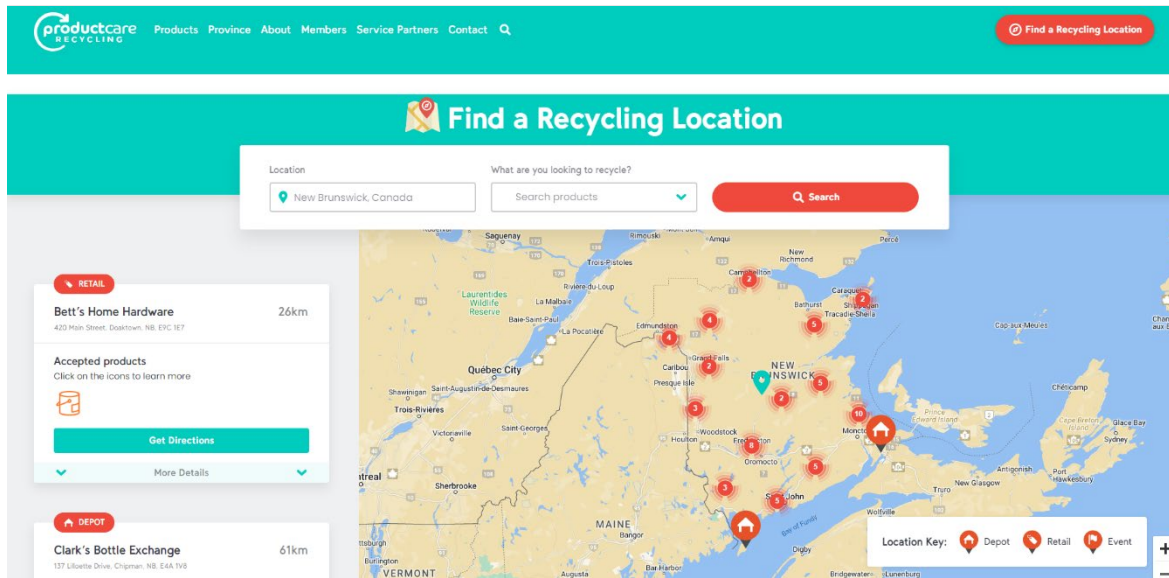 productcare
RECYCLING
Products Province About Members Service Partners Contact
Find a Recycling Location
Find a Recycling Location
Location
What are you looking to recycle?
New Brunswick, Canada
Search products
Search
RETAIL
Bett's Home Hardware
26km
420 Main Street, Doaktown, NB, E9C 1E7
Accepted products
Click on the icons to learn more
Get Directions
More Details
DEPOT
Clark's Bottle Exchange
61km
Saguenay
Rimouski
Amqui
Percé
Trois-Pistoles
New
Richmond
Campbellton
2
Rivière-du-Loup
Laurentides
Wildlife
Reserve
La Malbaie
Caraquet
2
Shippagan
Bathurst
Tracadie-Sheila
Baie-Saint-Paul
La Pocatière
Edmundston
4
5
4
Cap-aux-Meules
Grand Falls
Caribou
2
NEW
BRUNSWICK
5
Québec City
Presque Isle
2
Shawinigan
Saint-Augustin-de-Desmaures
Chéticamp
Trois-Rivières
3
10
Prince
Edward Island
Cape Breton
Island
Glace Bay
Sydney
Victoriaville
Saint-Georges
Woodstock
Houlton
Fredericton
8
Moncton
Oromocto
5
Antigonish
Port
Hawkesbury
Sherbrooke
Truro
New Glasgow
3
Saint John
5
Wolfville
MAINE
Bangor
Bay of Fundy
Digby
Burlington
VERMONT
Augusta
Bar Harbor
Bridgewater
Lunenburg
Location Key:
Depot
Retail
Event
+